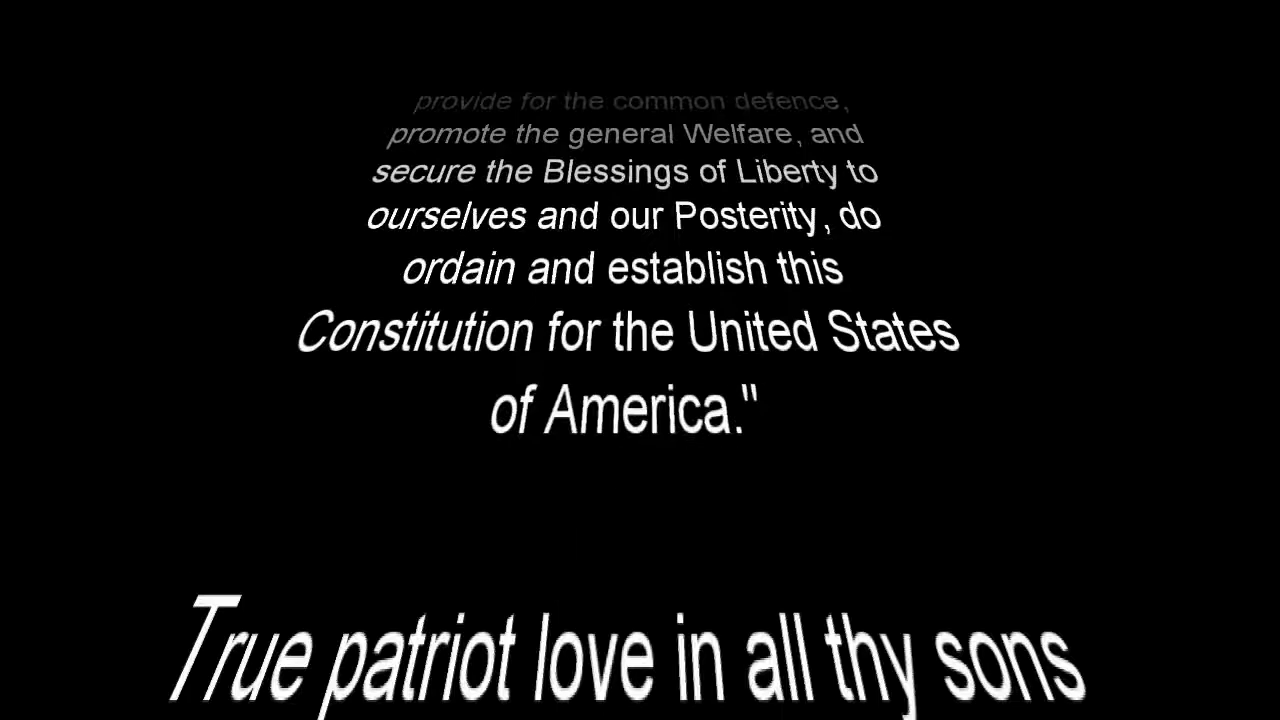 provide for the common defence,
promote the general Welfare, and
secure the Blessings of Liberty to
ourselves and our Posterity, do
ordain and establish this
Constitution for the United States
of America."
True patriot love in all thy sons